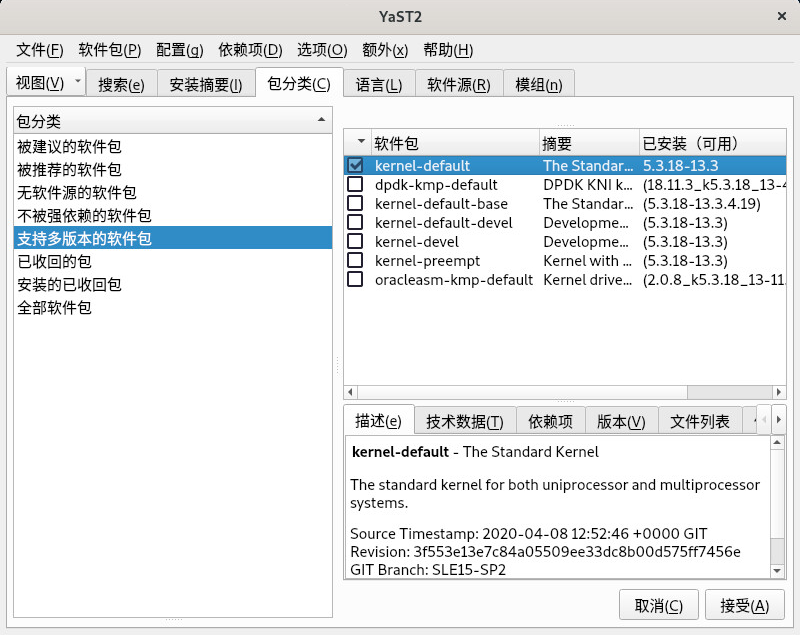 YaST2
文件(F) 软件包(P) 配置(g) 依赖项(D) 选项(O) 额外(x) 帮助(H)
视图(V) 搜索(e) 安装摘要(I) 包分类(C) 语言(L) 软件源(R) 模组(n)
包分类
被建议的软件包
被推荐的软件包
无软件源的软件包
不被强依赖的软件包
支持多版本的软件包
已收回的包
安装的已收回包
全部软件包
软件包 摘要 已安装（可用）
kernel-default The Standar... 5.3.18-13.3
dpdk-kmp-default DPDK KNI k... (18.11.3_k5.3.18_13-4
kernel-default-base The Standar... (5.3.18-13.3.4.19)
kernel-default-devel Developme... (5.3.18-13.3)
kernel-devel Developme... (5.3.18-13.3)
kernel-preempt Kernel with ... (5.3.18-13.3)
oracleasm-kmp-default Kernel drive... (2.0.8_k5.3.18_13-11.
描述(e) 技术数据(T) 依赖项 版本(V) 文件列表
kernel-default - The Standard Kernel
The standard kernel for both uniprocessor and multiprocessor
systems.
Source Timestamp: 2020-04-08 12:52:46 +0000 GIT
Revision: 3f553e13e7c84a05509ee33dc8b00d575ff7456e
GIT Branch: SLE15-SP2
取消(C) 接受(A)